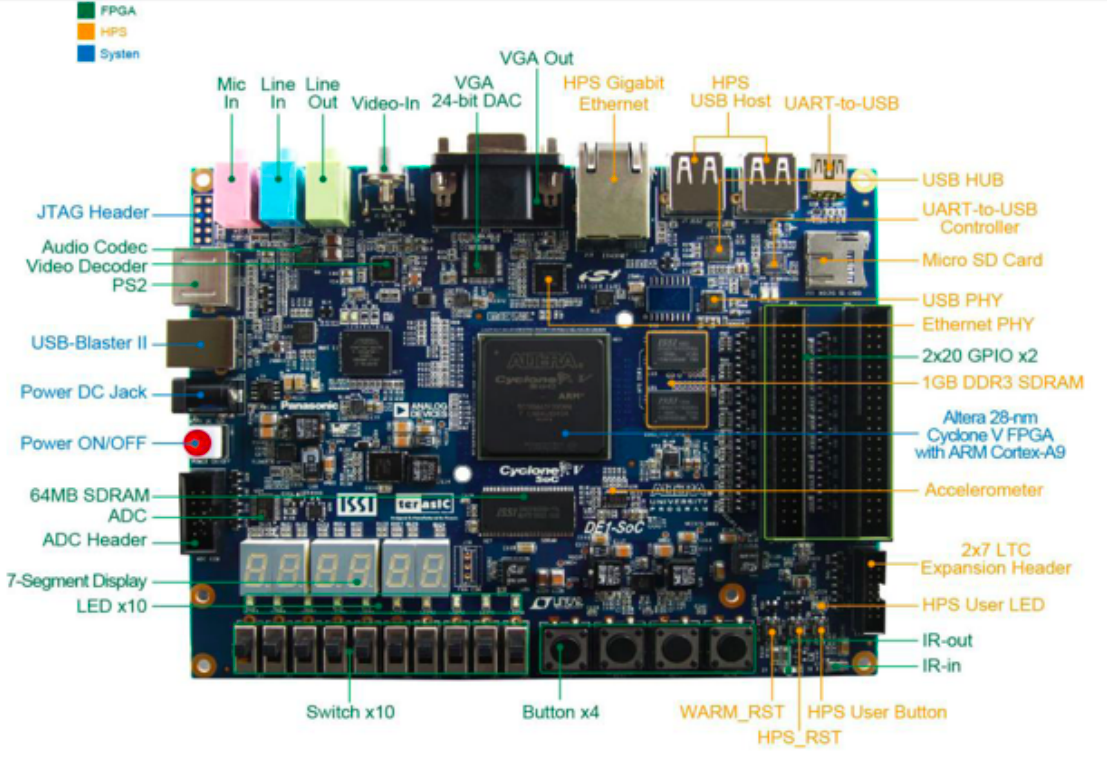 FPGA
HPS
Systen
VGA Out
Mic
In
Line
In
Line
Out
Video-In
VGA
24-bit DAC
HPS Gigabit
Ethernet
HPS
USB Host
UART-to-USB
JTAG Header
Audio Codec
Video Decoder
PS2
USB-Blaster II
Power DC Jack
Power ON/OFF
64MB SDRAM
ADC
ADC Header
7-Segment Display
LED x10
Switch x10
Button x4
USB HUB
UART-to-USB
Controller
Micro SD Card
USB PHY
Ethernet PHY
2x20 GPIO x2
1GB DDR3 SDRAM
Altera 28-nm
Cyclone V FPGA
with ARM Cortex-A9
Accelerometer
2x7 LTC
Expansion Header
HPS User LED
IR-out
IR-in
WARM_RST
HPS User Button
HPS_RST
ALTERA
Cyclone V
ARM
Panasonic
ANALOG
DEVICES
Cyclone V
SoC
ISSI
terasIC
ISSI
DE1-SoC